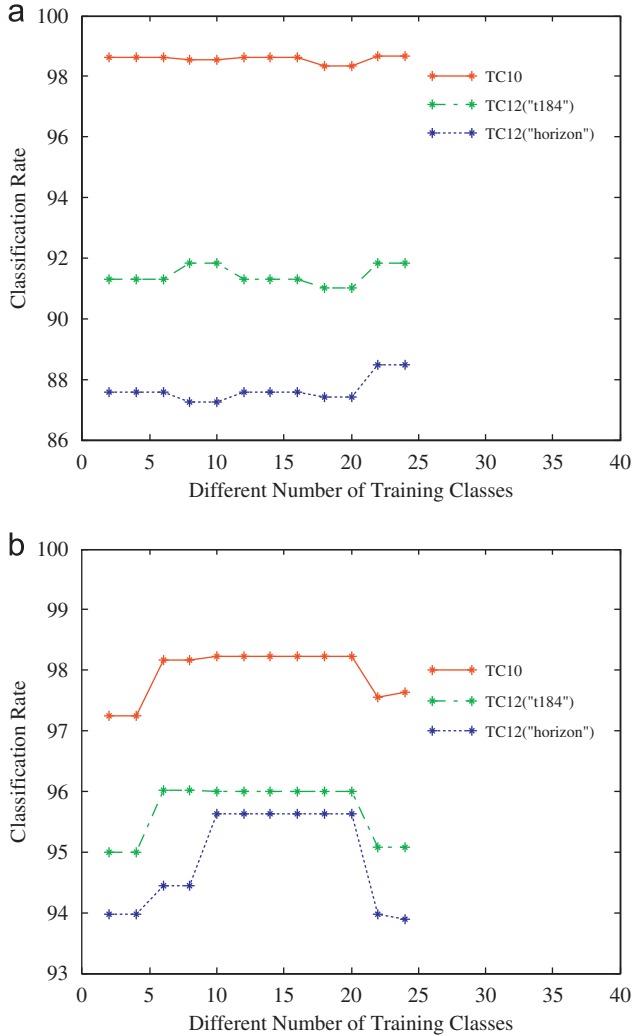 a
100
98
96
94
92
90
88
86
Classification Rate
TC10
TC12("t184")
TC12("horizon")
0 5 10 15 20 25 30 35 40
Different Number of Training Classes
b
100
99
98
97
96
95
94
93
Classification Rate
TC10
TC12("t184")
TC12("horizon")
0 5 10 15 20 25 30 35 40
Different Number of Training Classes